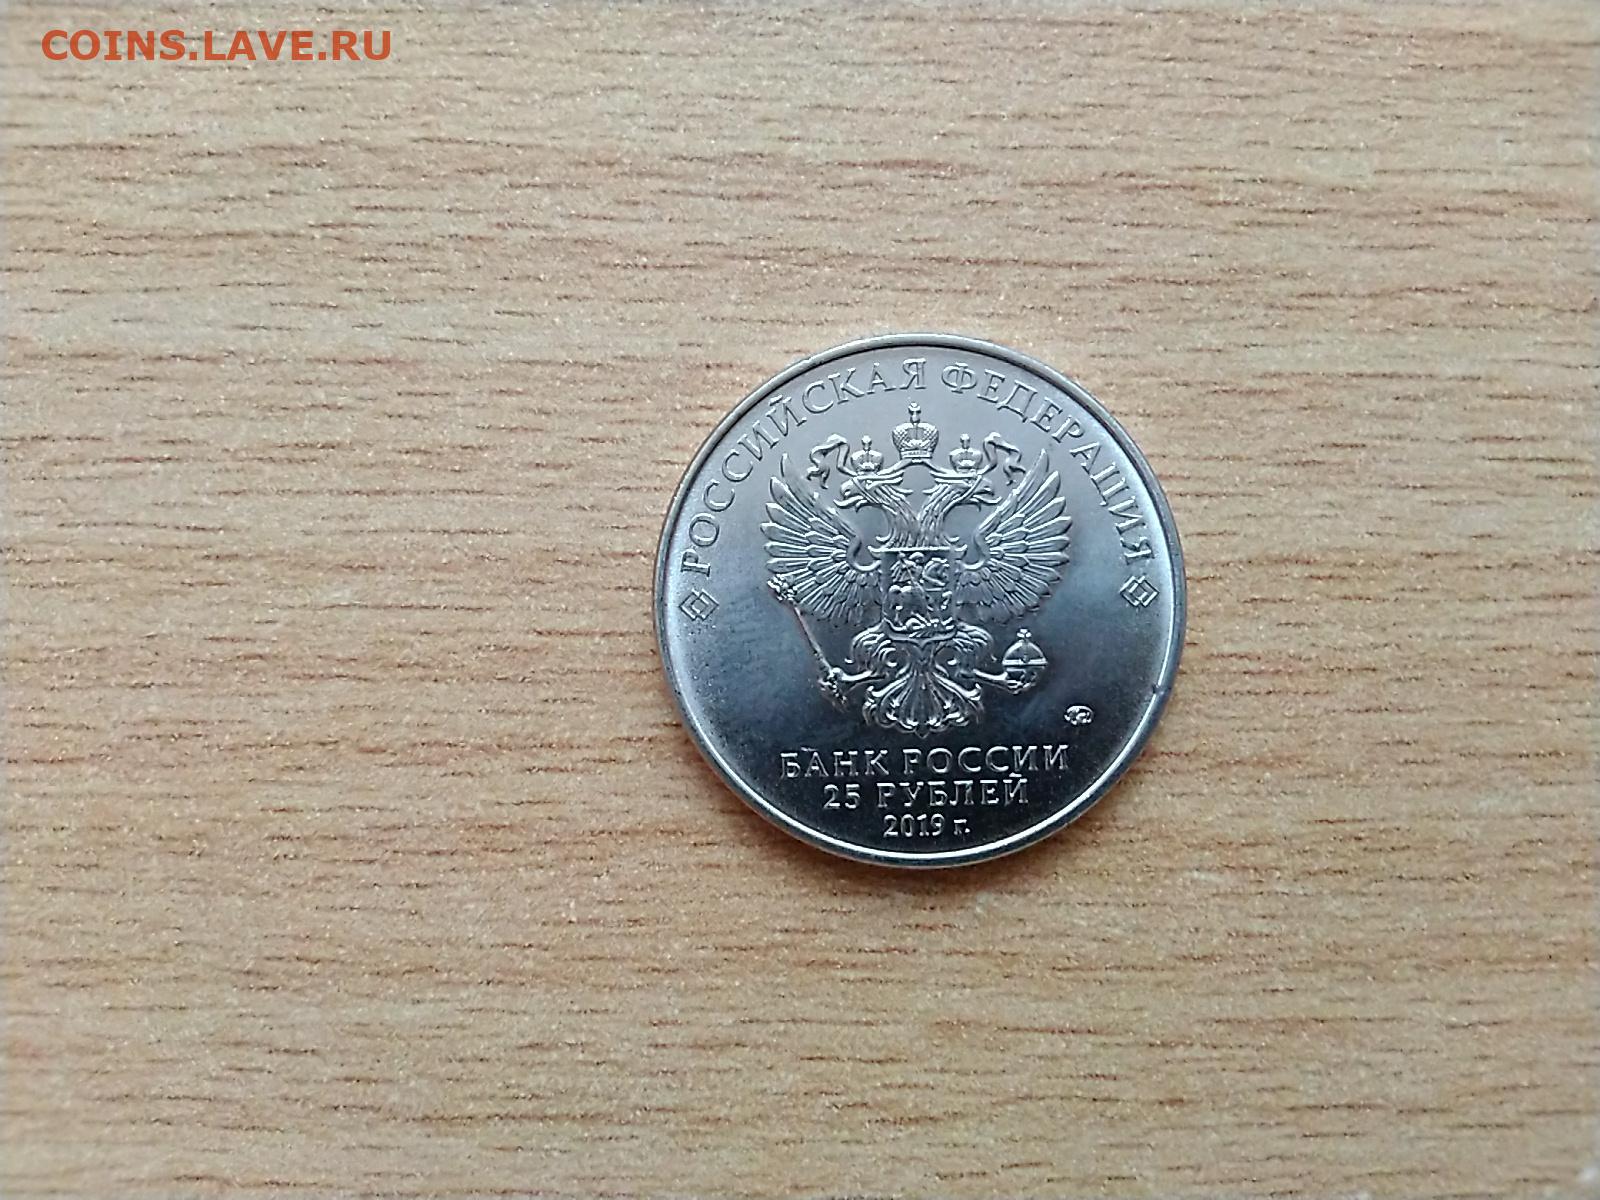 COINS.LAVE.RU
РОССИЙСКАЯ ФЕДЕРАЦИЯ
БАНК РОССИИ
25 РУБЛЕЙ
2019 г.